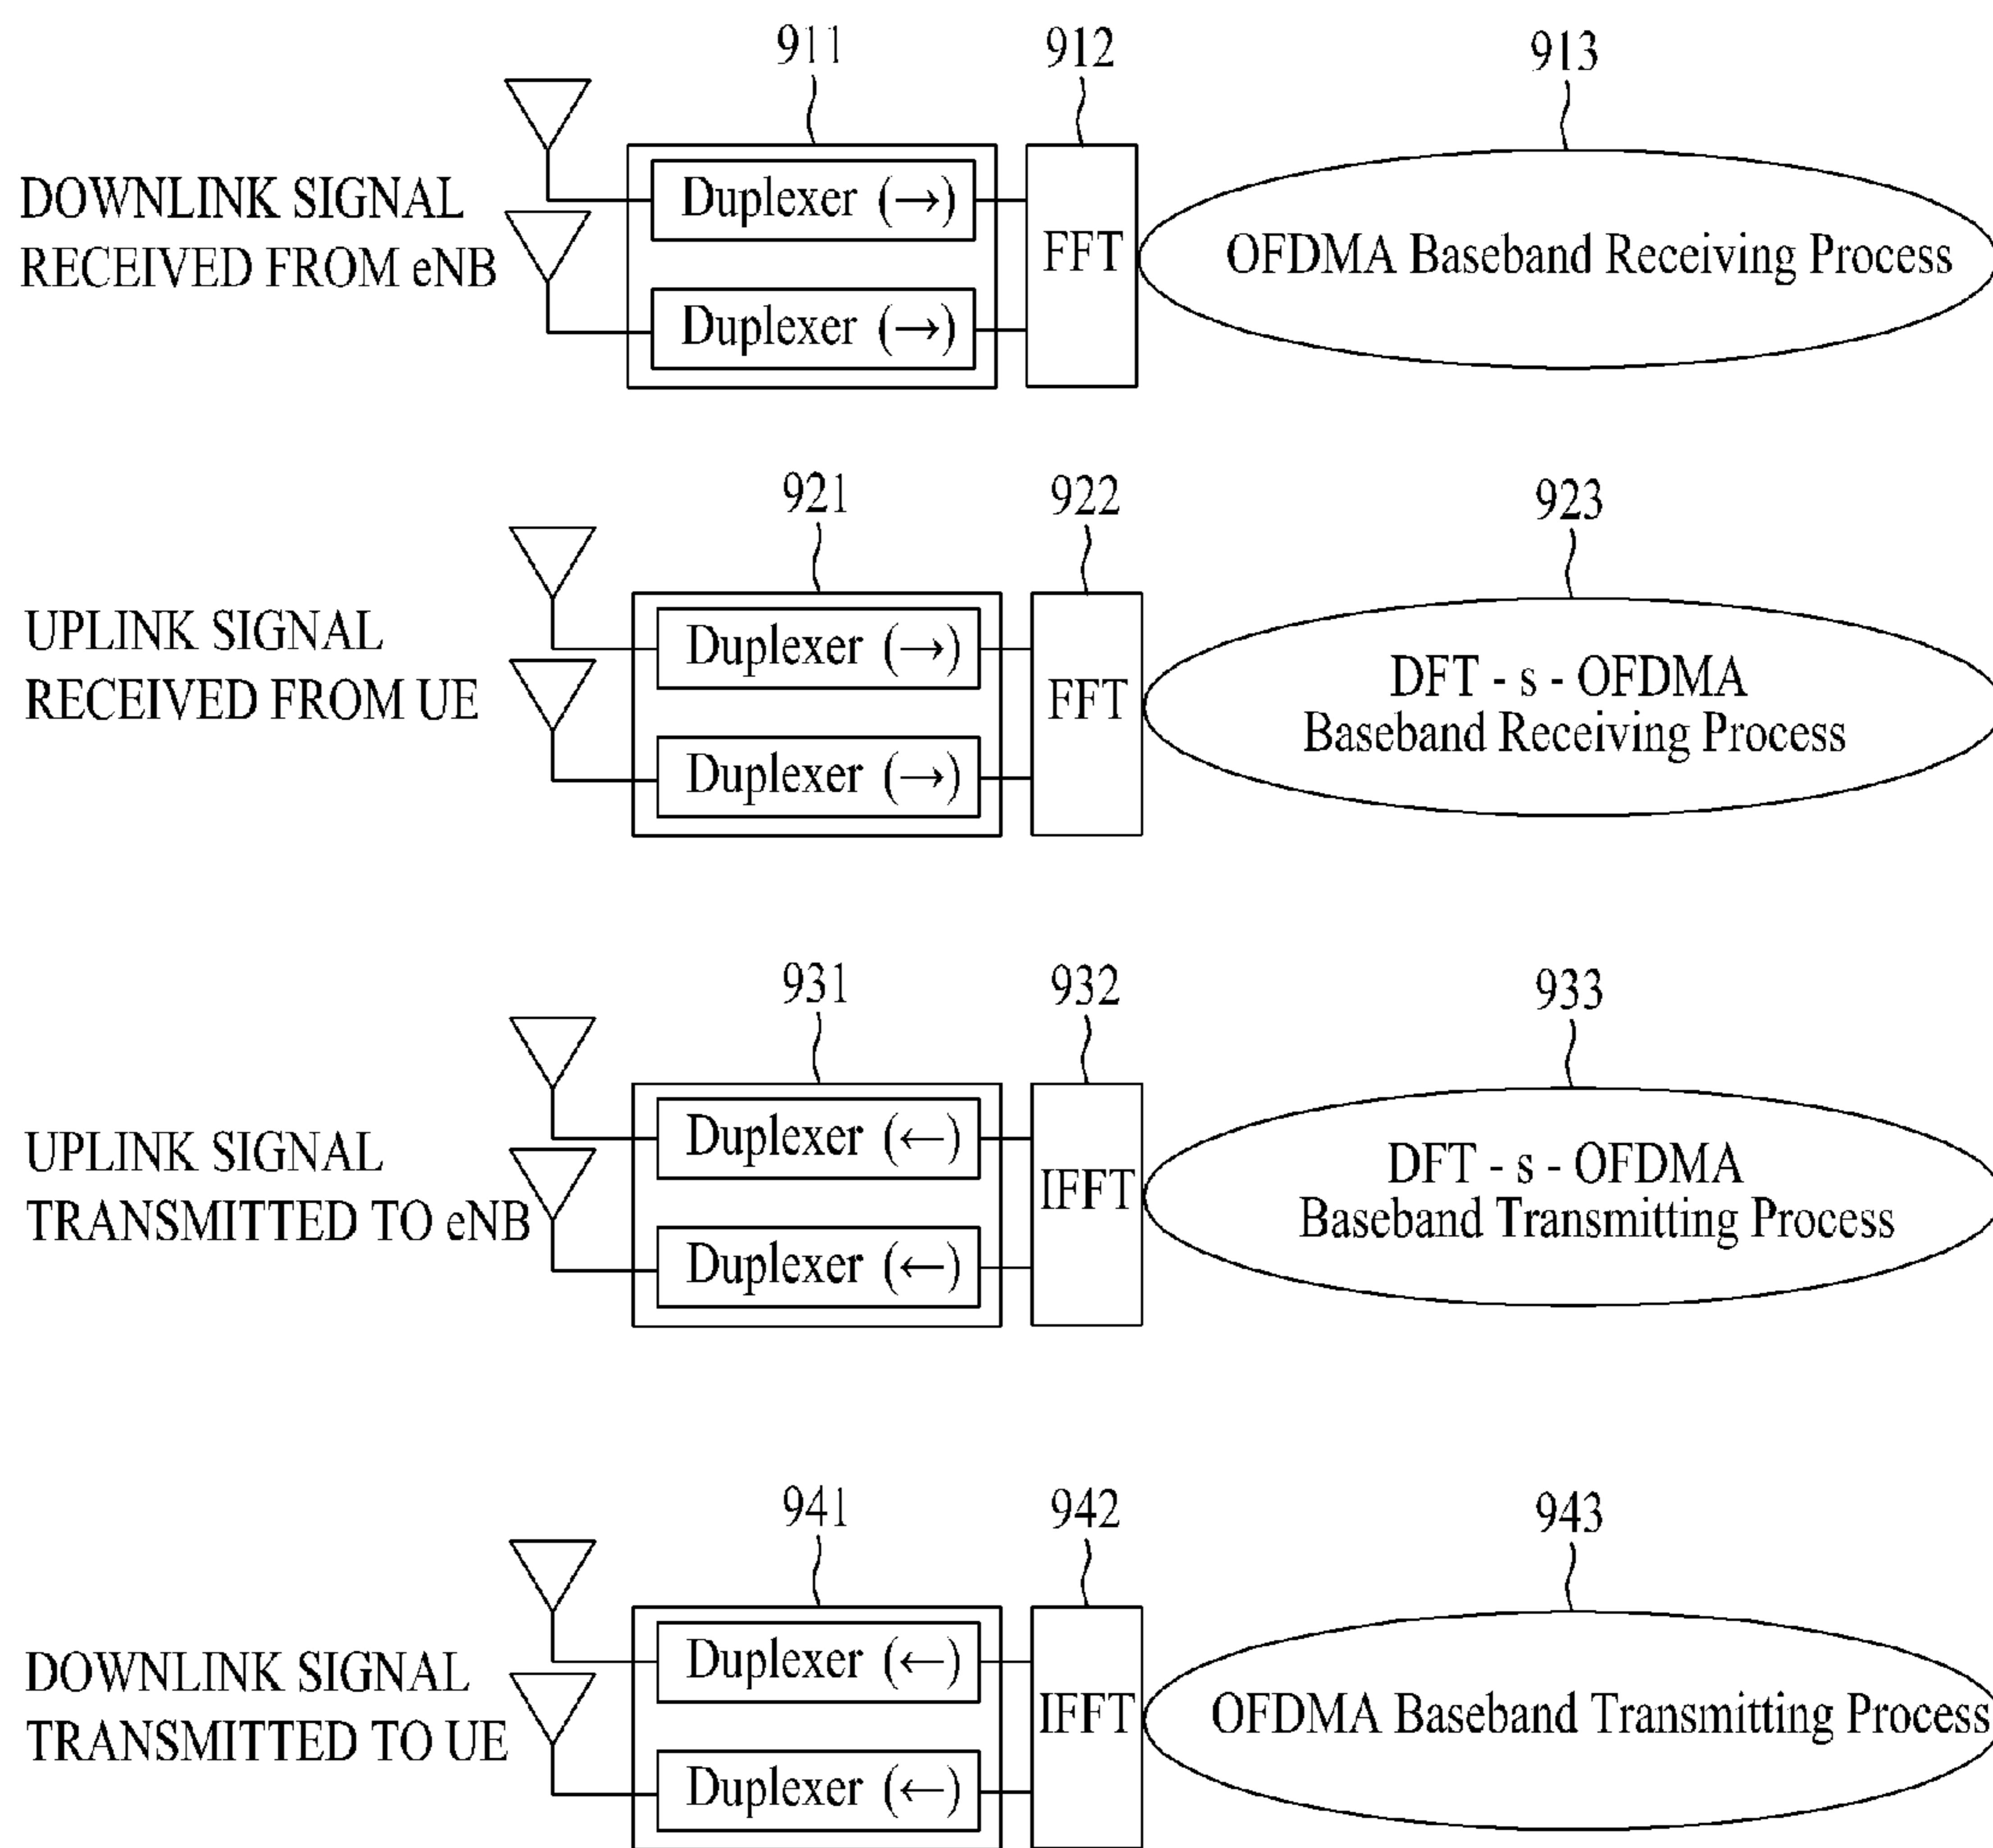 911
912
913
DOWNLINK SIGNAL
RECEIVED FROM eNB
Duplexer (→)
Duplexer (→)
FFT
OFDMA Baseband Receiving Process
921
922
923
UPLINK SIGNAL
RECEIVED FROM UE
Duplexer (→)
Duplexer (→)
FFT
DFT - s - OFDMA
Baseband Receiving Process
931
932
933
UPLINK SIGNAL
TRANSMITTED TO eNB
Duplexer (←)
Duplexer (←)
IFFT
DFT - s - OFDMA
Baseband Transmitting Process
941
942
943
DOWNLINK SIGNAL
TRANSMITTED TO UE
Duplexer (←)
Duplexer (←)
IFFT
OFDMA Baseband Transmitting Process